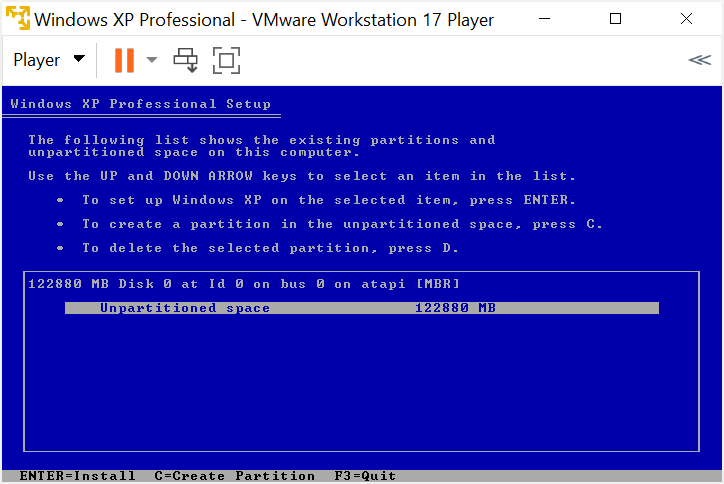 Windows XP Professional - VMware Workstation 17 Player
Player
Windows XP Professional Setup
The following list shows the existing partitions and
unpartitioned space on this computer.
Use the UP and DOWN ARROW keys to select an item in the list.
• To set up Windows XP on the selected item, press ENTER.
• To create a partition in the unpartitioned space, press C.
• To delete the selected partition, press D.
122880 MB Disk 0 at Id 0 on bus 0 on atapi [MBR]
Unpartitioned space 122880 MB
ENTER=Install C=Create Partition F3=Quit